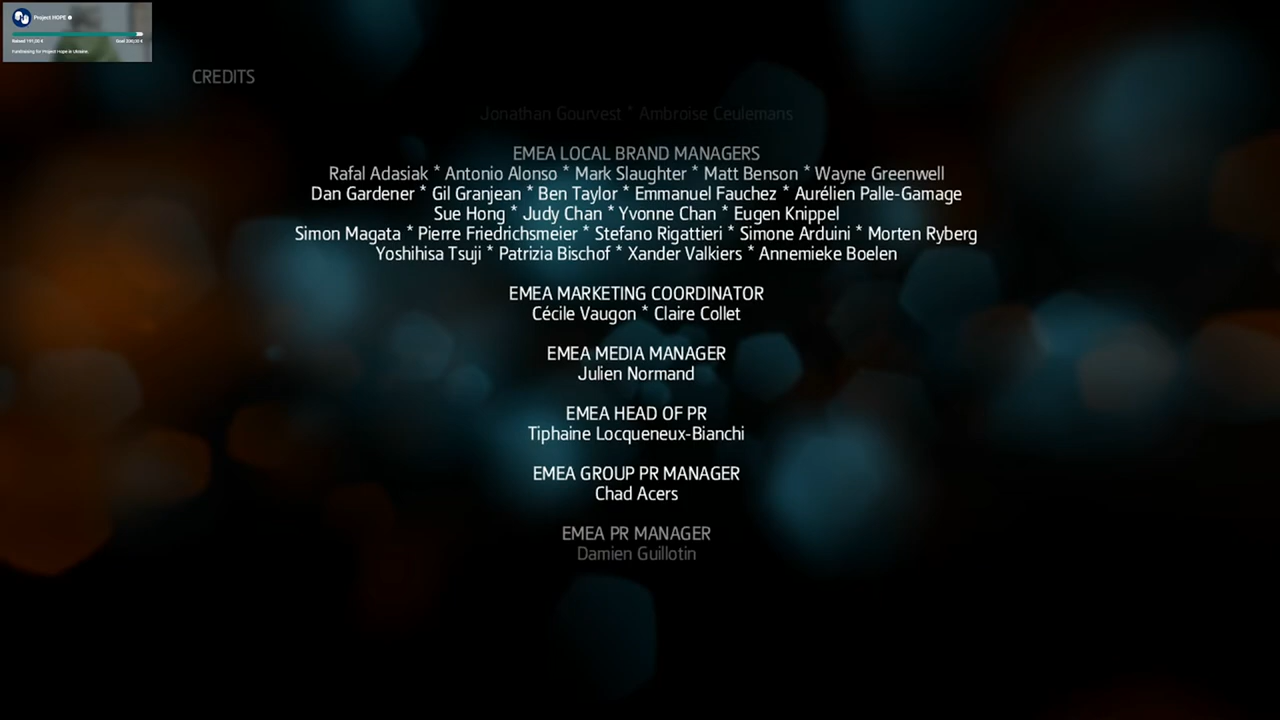 Project HOPE
CREDITS
Jonathan Gourvest * Ambroise Ceulemans
EMEA LOCAL BRAND MANAGERS
Rafal Adasiak * Antonio Alonso * Mark Slaughter * Matt Benson * Wayne Greenwell
Dan Gardener * Gil Granjean * Ben Taylor * Emmanuel Fauchez * Aurélien Palle-Gamage
Sue Hong * Judy Chan * Yvonne Chan * Eugen Knippel
Simon Magata * Pierre Friedrichsmeier * Stefano Rigattieri * Simone Arduini * Morten Ryberg
Yoshihisa Tsuji * Patrizia Bischof * Xander Valkiers * Annemieke Boelen
EMEA MARKETING COORDINATOR
Cécile Vaugon * Claire Collet
EMEA MEDIA MANAGER
Julien Normand
EMEA HEAD OF PR
Tiphaine Locqueneux-Bianchi
EMEA GROUP PR MANAGER
Chad Acers
EMEA PR MANAGER
Damien Guillotin